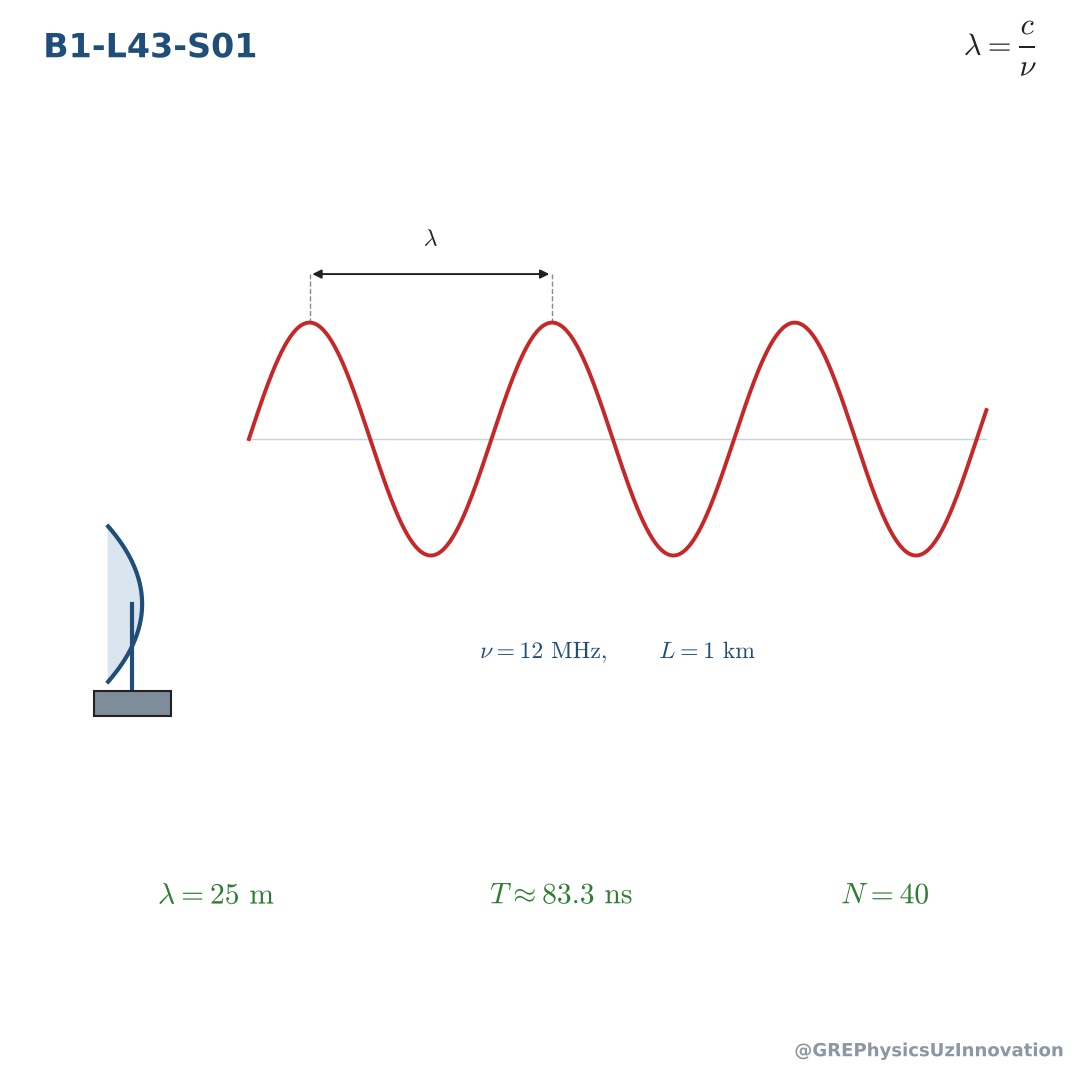 B1-L43-S01
λ = c/ν
λ
ν = 12 MHz, L = 1 km
λ = 25 m
T ≈ 83.3 ns
N = 40
@GREPhysicsUzInnovation